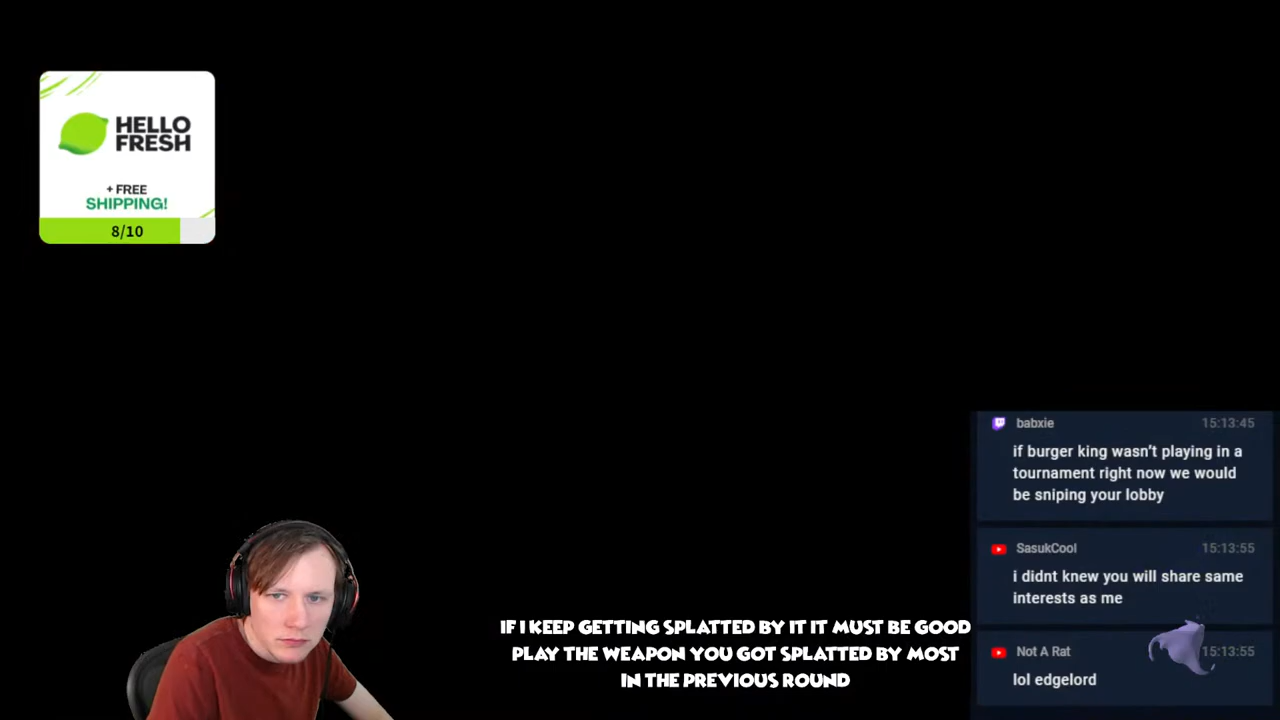 HELLO
FRESH
+ FREE
SHIPPING!
8/10
babxie 15:13:45
if burger king wasn't playing in a
tournament right now we would
be sniping your lobby
SasukCool 15:13:55
i didnt knew you will share same
interests as me
Not A Rat 15:13:55
lol edgelord
IF I KEEP GETTING SPLATTED BY IT IT MUST BE GOOD
PLAY THE WEAPON YOU GOT SPLATTED BY MOST
IN THE PREVIOUS ROUND